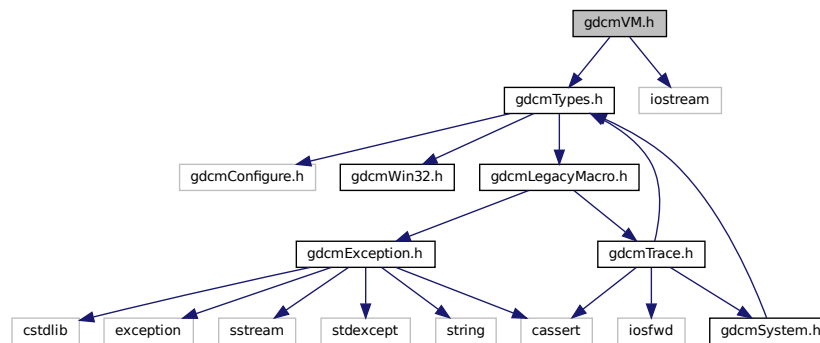 gdcmVM.h
gdcmTypes.h
iostream
gdcmConfigure.h
gdcmWin32.h
gdcmLegacyMacro.h
gdcmException.h
gdcmTrace.h
cstdlib
exception
sstream
stdexcept
string
cassert
iosfwd
gdcmSystem.h